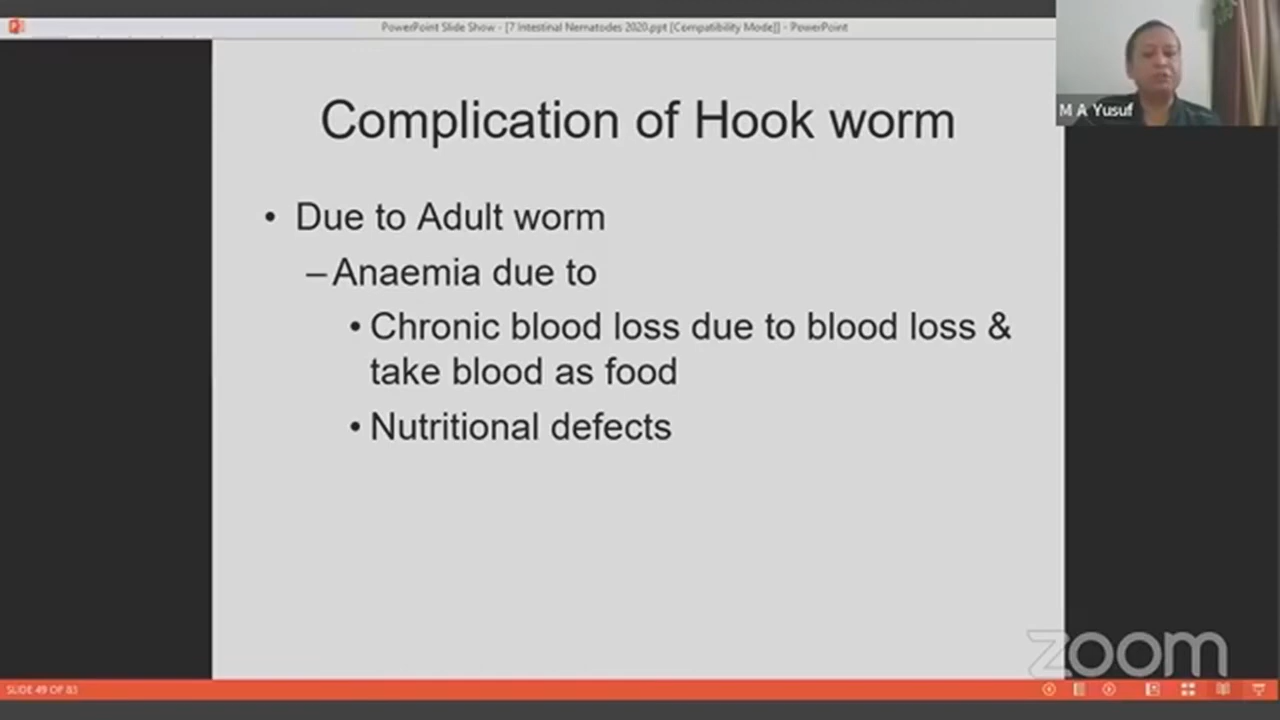 PowerPoint Slide Show - [7 Intestinal Nematodes 2020.ppt [Compatibility Mode]] - PowerPoint
M A Yusuf
Complication of Hook worm
• Due to Adult worm
– Anaemia due to
• Chronic blood loss due to blood loss &
take blood as food
• Nutritional defects
zoom
SLIDE 49 OF 83